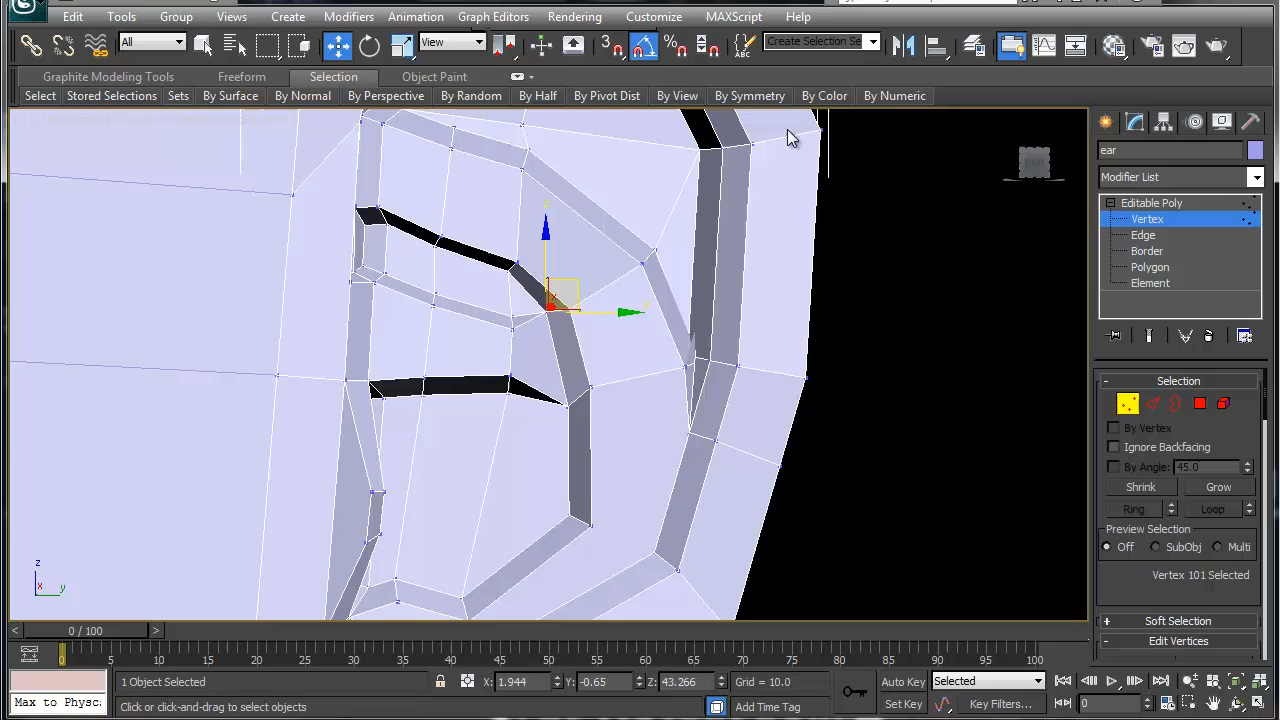 Edit Tools Group Views Create Modifiers Animation Graph Editors Rendering Customize MAXScript Help
All View 3 % ABC Create Selection Se
Graphite Modeling Tools Freeform Selection Object Paint
Select Stored Selections Sets By Surface By Normal By Perspective By Random By Half By Pivot Dist By View By Symmetry By Color By Numeric
ear
Modifier List
Editable Poly
Vertex
Edge
Border
Polygon
Element
z
x
y
z
x y
- Selection
By Vertex
Ignore Backfacing
By Angle: 45.0
Shrink Grow
Ring Loop
Preview Selection
Off SubObj Multi
Vertex 101 Selected
+ Soft Selection
- Edit Vertices
< 0 / 100 >
0 5 10 15 20 25 30 35 40 45 50 55 60 65 70 75 80 85 90 95 100
1 Object Selected X: 1.944 Y: -0.65 Z: 43.266 Grid = 10.0 Auto Key Selected
Max to Physc. Click or click-and-drag to select objects Add Time Tag Set Key Key Filters... 0